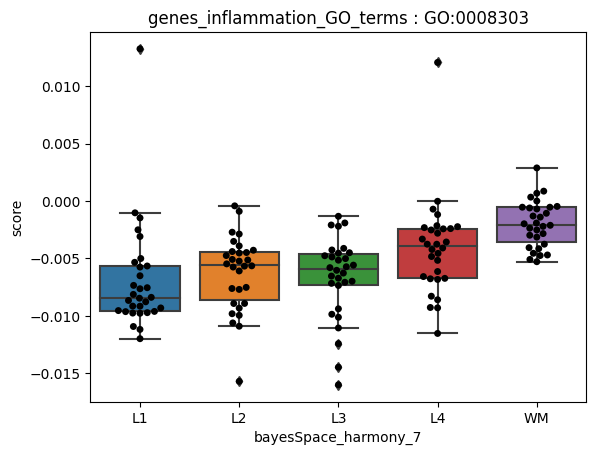 genes_inflammation_GO_terms : GO:0008303
0.010
0.005
0.000
−0.005
−0.010
−0.015
score
L1 L2 L3 L4 WM
bayesSpace_harmony_7